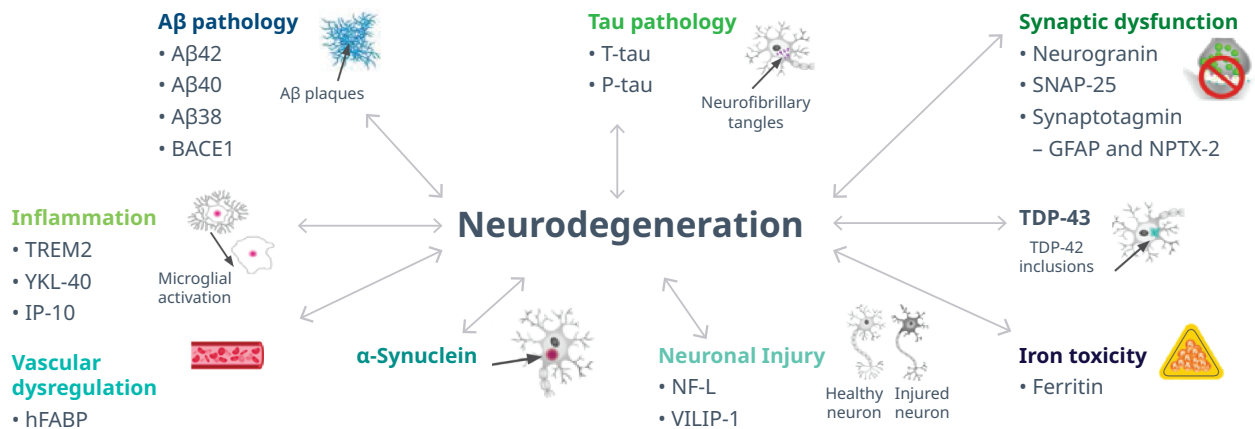 Aβ pathology
• Aβ42
• Aβ40
• Aβ38
• BACE1
Aβ plaques
Tau pathology
• T-tau
• P-tau
Neurofibrillary
tangles
Synaptic dysfunction
• Neurogranin
• SNAP-25
• Synaptotagmin
– GFAP and NPTX-2
Inflammation
• TREM2
• YKL-40
• IP-10
Microglial
activation
Neurodegeneration
TDP-43
TDP-42
inclusions
Vascular
dysregulation
• hFABP
α-Synuclein
Neuronal Injury
• NF-L
• VILIP-1
Healthy
neuron
Injured
neuron
Iron toxicity
• Ferritin